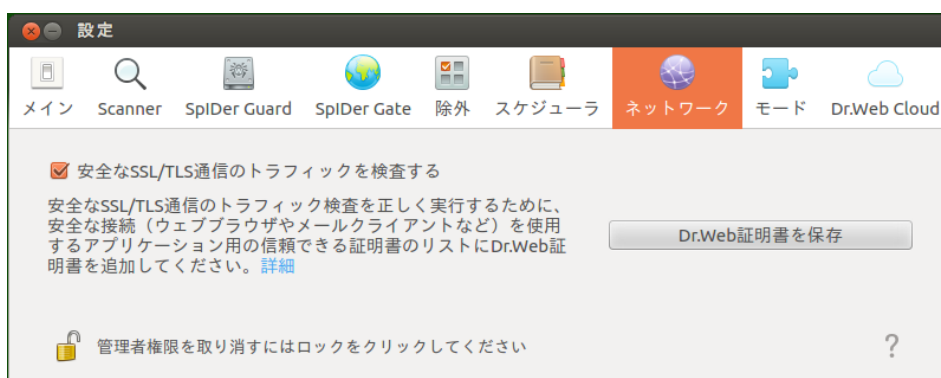 設定
メイン Scanner SpIDer Guard SpIDer Gate 除外 スケジューラ ネットワーク モード Dr.Web Cloud
安全なSSL/TLS通信のトラフィックを検査する
安全なSSL/TLS通信のトラフィック検査を正しく実行するために、
安全な接続（ウェブブラウザやメールクライアントなど）を使用
するアプリケーション用の信頼できる証明書のリストにDr.Web証
明書を追加してください。詳細
Dr.Web証明書を保存
管理者権限を取り消すにはロックをクリックしてください
?